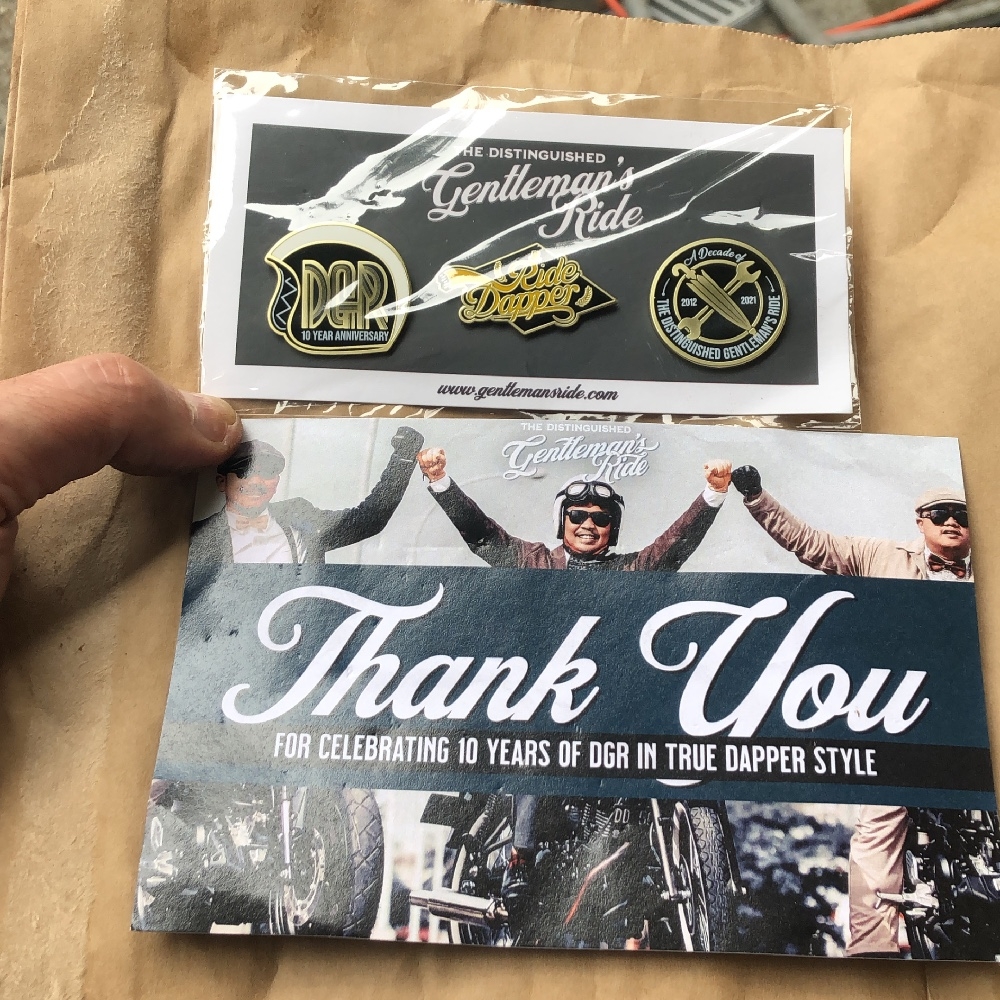 THE DISTINGUISHED
Gentleman's
Ride
DGR
10 YEAR ANNIVERSARY
Ride
Dapper
A Decade of
2012 2021
THE DISTINGUISHED GENTLEMAN'S RIDE
www.gentlemansride.com
THE DISTINGUISHED
Gentleman's
Ride
Thank You
FOR CELEBRATING 10 YEARS OF DGR IN TRUE DAPPER STYLE